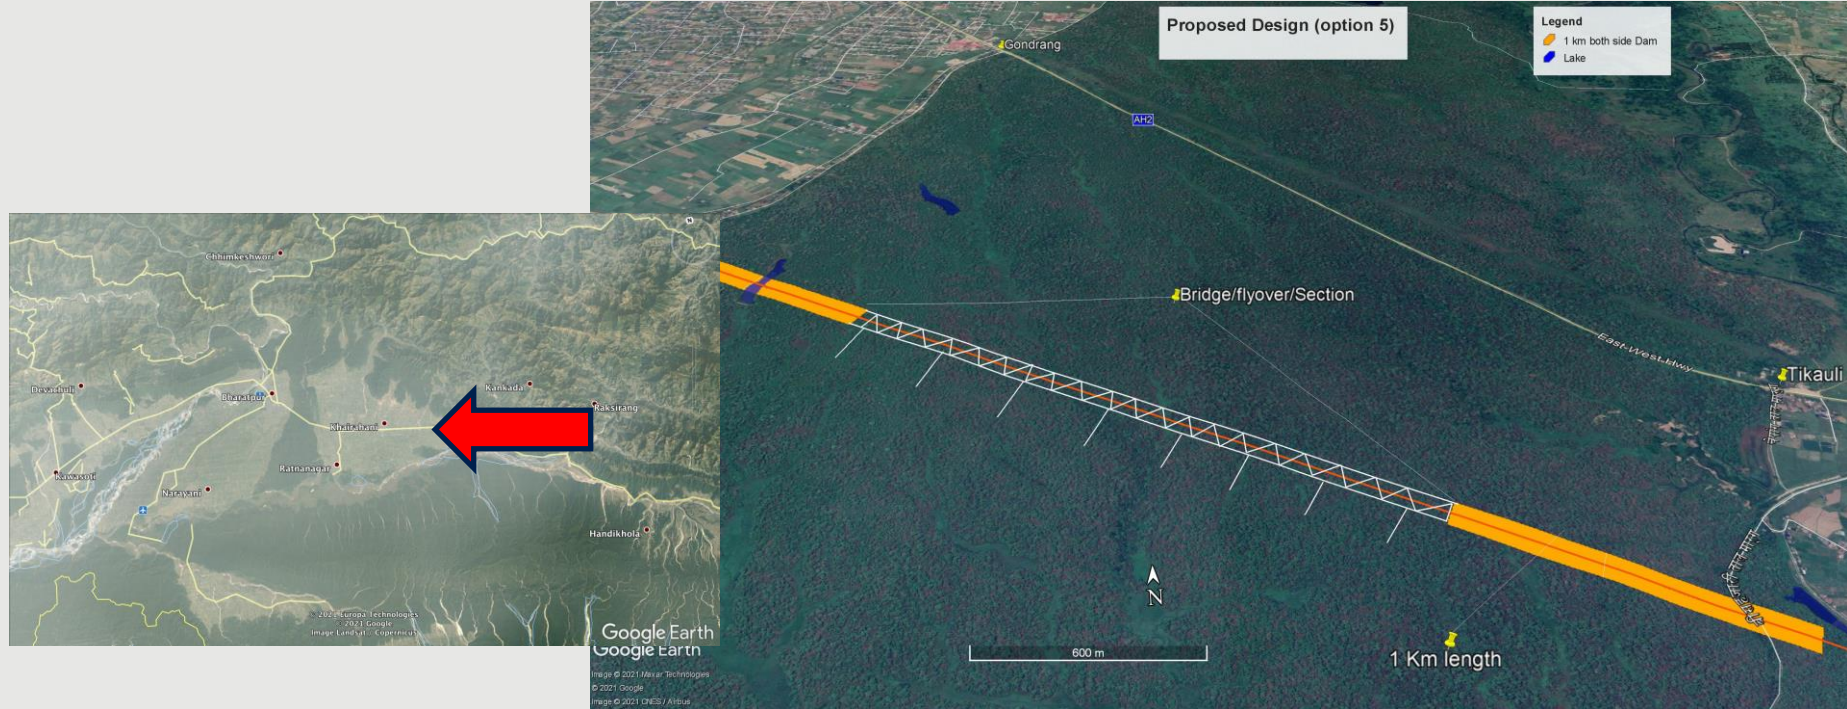 Proposed Design (option 5)
Legend
1 km both side Dam
Lake
Gondrang
AH2
Bridge/flyover/Section
East-West Hwy
Tikauli
1 Km length
N
600 m
N
Chhimkeshwori
Devachuli
Bharatpur
Kankada
Raksirang
Khairahani
Ratnanagar
Kawasoti
Narayani
Handikhola
© 2021 Europa Technologies
© 2021 Google
Image Landsat / Copernicus
Google Earth
Google Earth
Image © 2021 Maxar Technologies
© 2021 Google
Image © 2021 CNES / Airbus